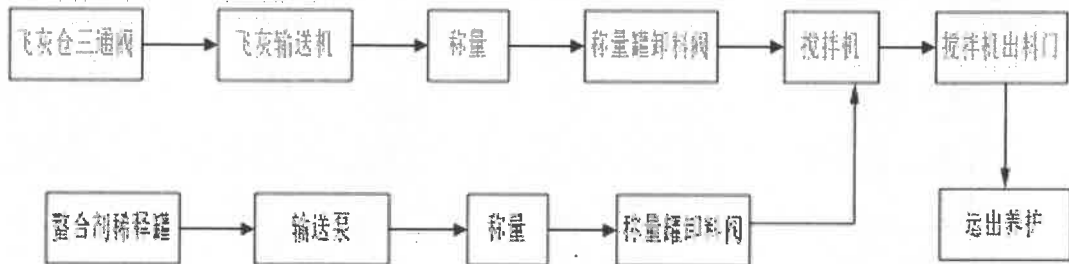 飞灰仓三通阀
飞灰输送机
称量
称量罐卸料阀
搅拌机
搅拌机出料门
螯合剂稀释罐
输送泵
称量
称量罐卸料阀
运出养护